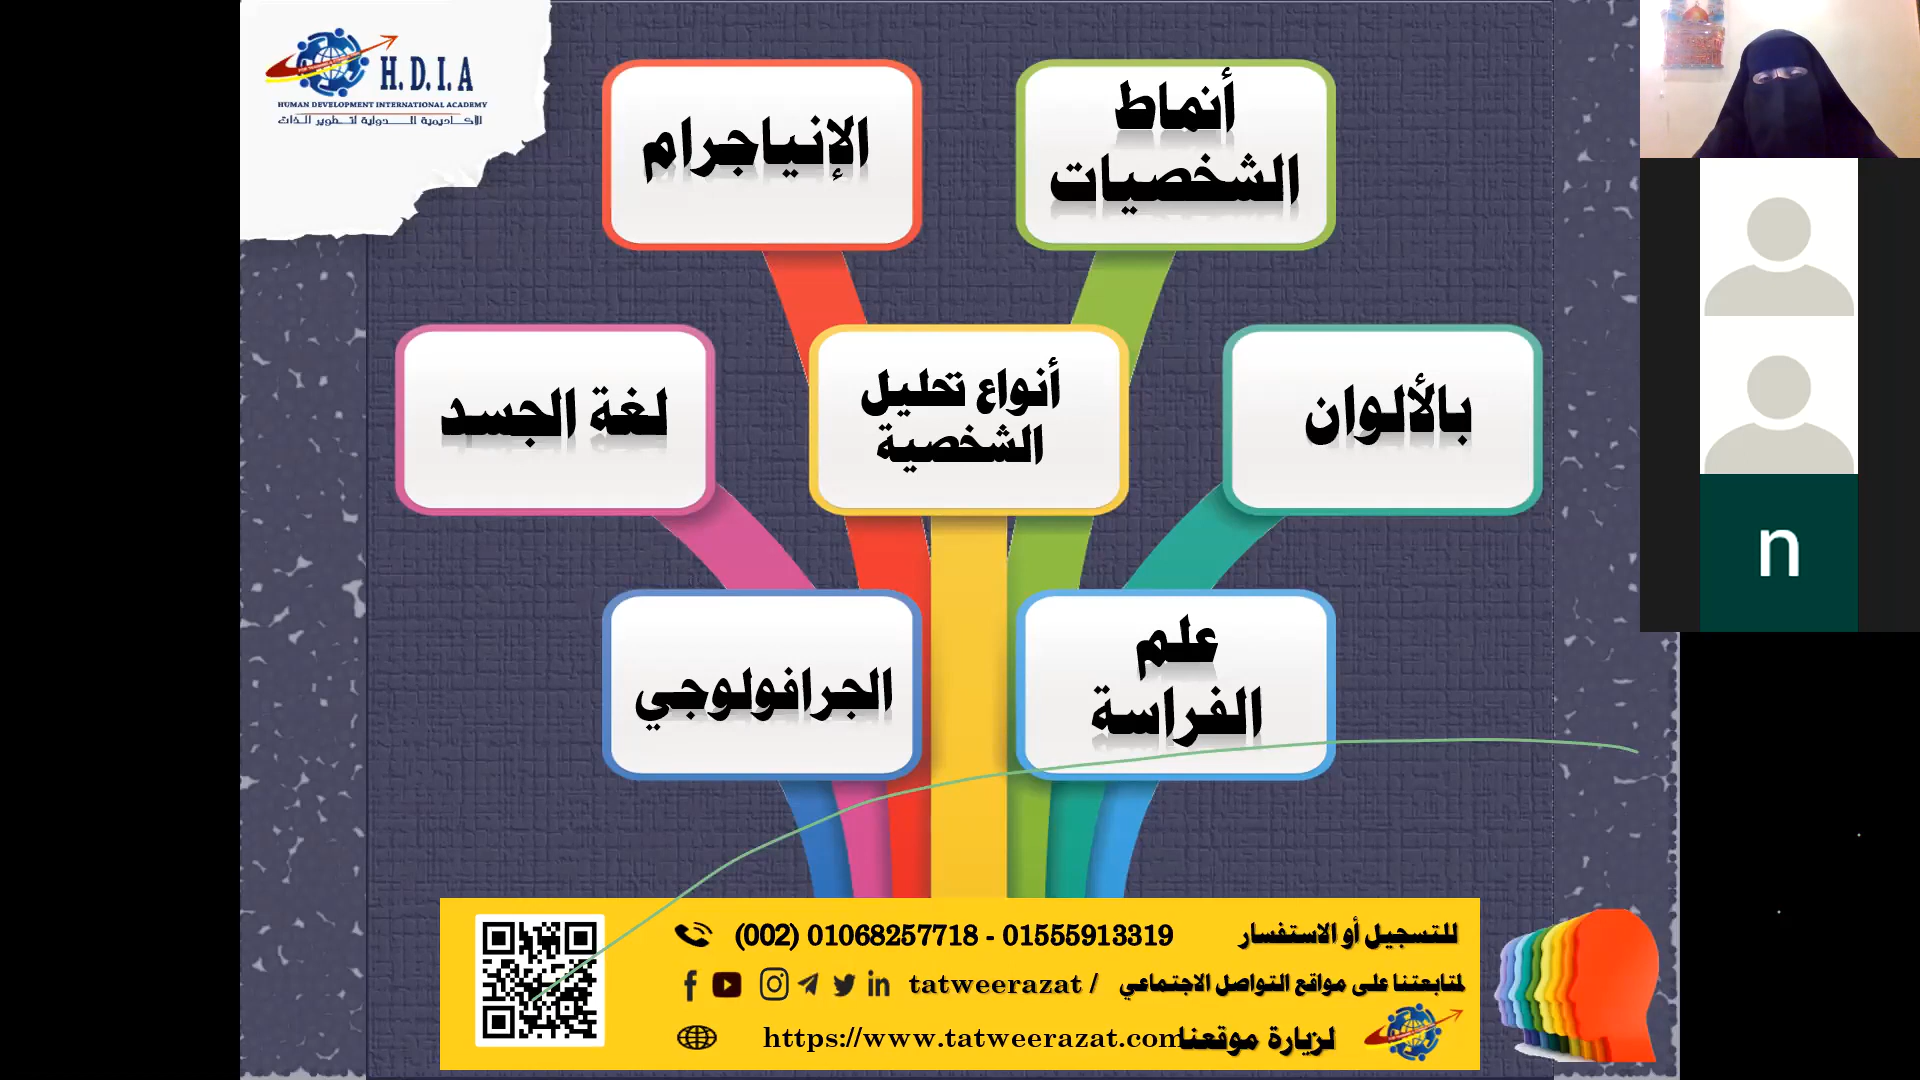 H.D.I.A
HUMAN DEVELOPMENT INTERNATIONAL ACADEMY
الأكاديمية الدولية لتطوير الذات
أنماط
الشخصيات
الإنياجرام
بالألوان
أنواع تحليل
الشخصية
لغة الجسد
علم
الفراسة
الجرافولوجي
n
للتسجيل أو الاستفسار (002) 01068257718 - 01555913319
لمتابعتنا على مواقع التواصل الاجتماعي / tatweerazat
لزيارة موقعنا https://www.tatweerazat.com